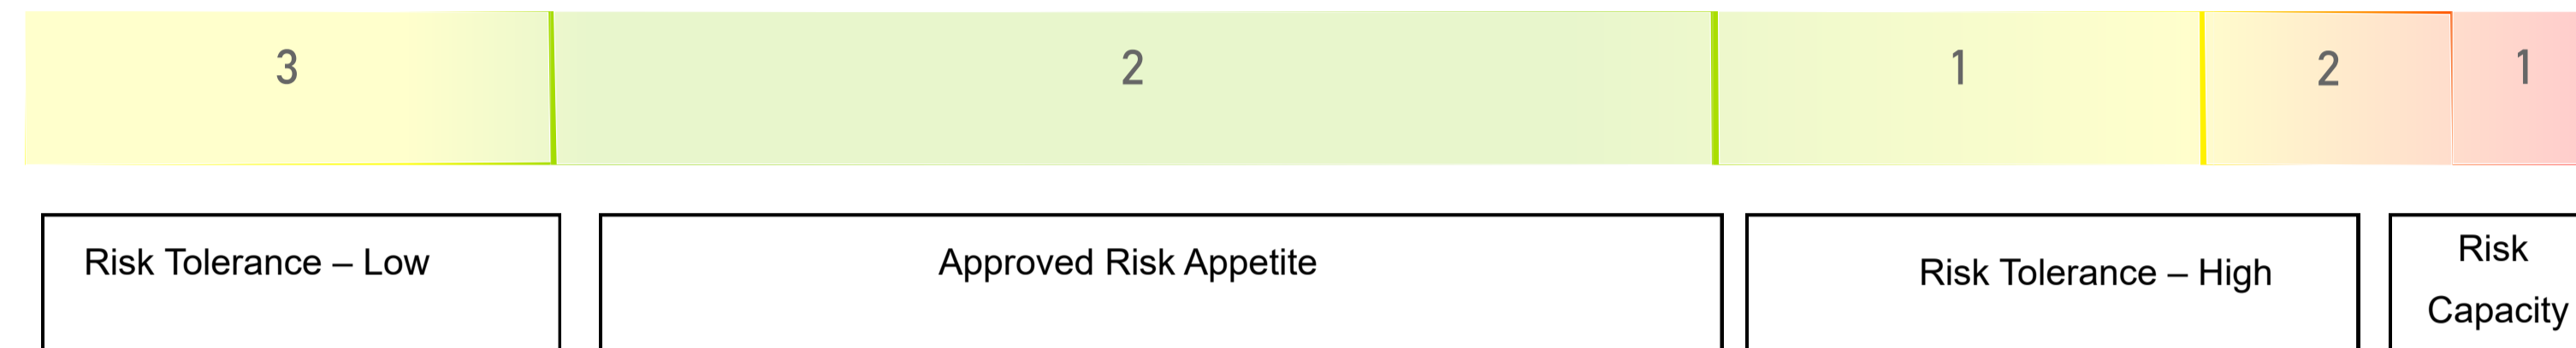 3 2 1 2 1
Risk Tolerance – Low
Approved Risk Appetite
Risk Tolerance – High
Risk
Capacity